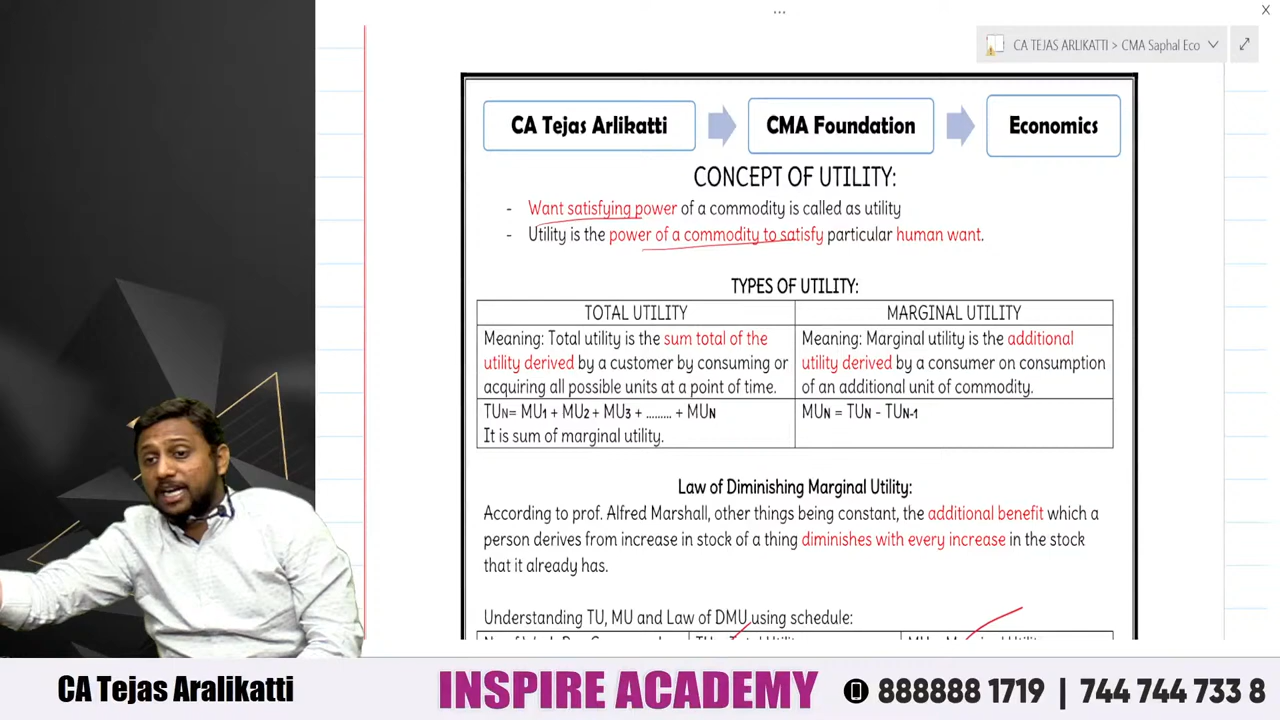 ...
X
CA TEJAS ARLIKATTI > CMA Saphal Eco
CA Tejas Arlikatti
CMA Foundation
Economics
CONCEPT OF UTILITY:
- Want satisfying power of a commodity is called as utility
- Utility is the power of a commodity to satisfy particular human want.
TYPES OF UTILITY:
TOTAL UTILITY
MARGINAL UTILITY
Meaning: Total utility is the sum total of the
utility derived by a customer by consuming or
acquiring all possible units at a point of time.
Meaning: Marginal utility is the additional
utility derived by a consumer on consumption
of an additional unit of commodity.
TUN= MU1 + MU2 + MU3 + ......... + MUN
It is sum of marginal utility.
MUN = TUN - TUN-1
Law of Diminishing Marginal Utility:
According to prof. Alfred Marshall, other things being constant, the additional benefit which a
person derives from increase in stock of a thing diminishes with every increase in the stock
that it already has.
Understanding TU, MU and Law of DMU using schedule:
CA Tejas Aralikatti
INSPIRE ACADEMY
888888 1719 | 744 744 733 8